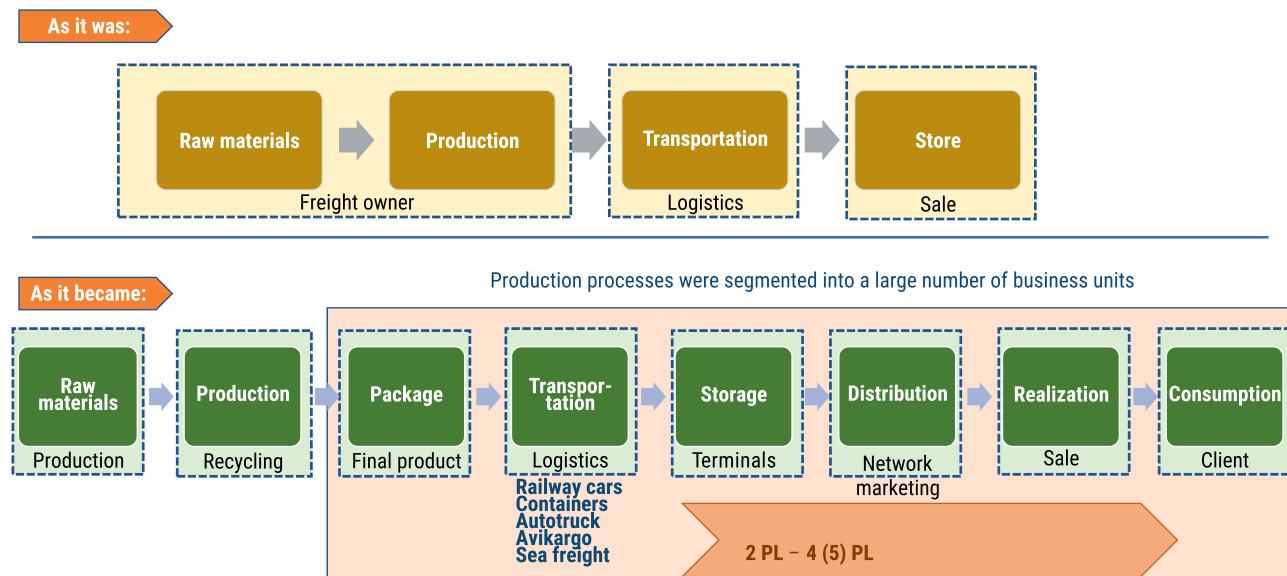 As it was:
Raw materials
Production
Transportation
Store
Freight owner
Logistics
Sale
Production processes were segmented into a large number of business units
As it became:
Raw
materials
Production
Package
Transpor-
tation
Storage
Distribution
Realization
Consumption
Production
Recycling
Final product
Logistics
Terminals
Network
marketing
Sale
Client
Railway cars
Containers
Autotruck
Avikargo
Sea freight
2 PL – 4 (5) PL